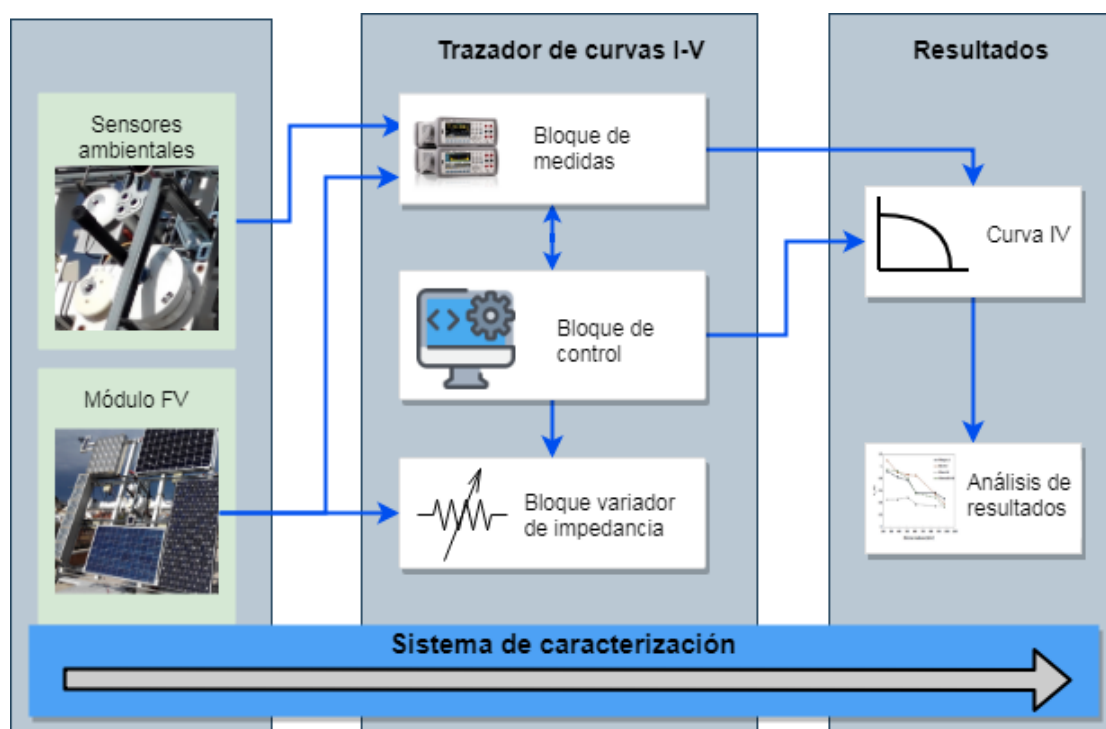 Trazador de curvas I-V
Resultados
Sensores
ambientales
Bloque de
medidas
Curva IV
Bloque de
control
Módulo FV
Bloque variador
de impedancia
Análisis de
resultados
Sistema de caracterización